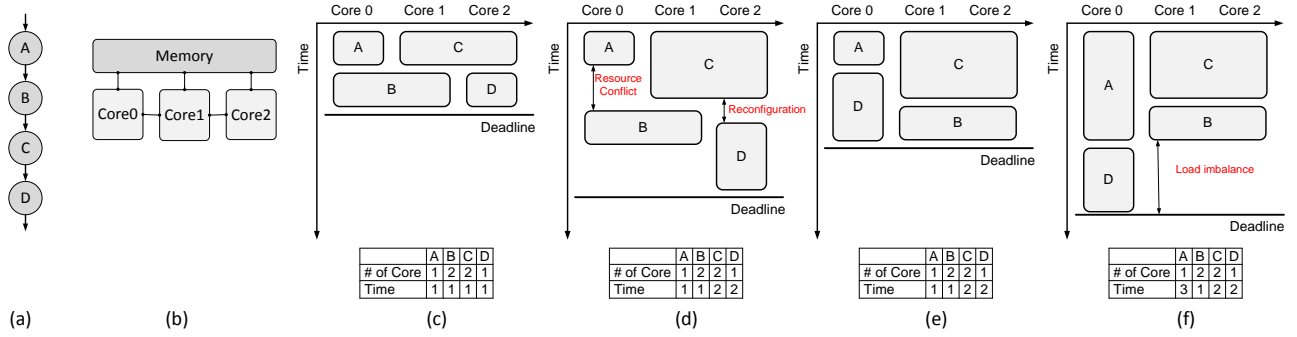 A
B
C
D
(a)
Memory
Core0
Core1
Core2
(b)
Core 0
Core 1
Core 2
Time
A
C
B
D
Deadline
A B C D
# of Core 1 2 2 1
Time 1 1 1 1
(c)
Core 0
Core 1
Core 2
Time
A
C
Resource
Conflict
Reconfiguration
B
D
Deadline
A B C D
# of Core 1 2 2 1
Time 1 1 2 2
(d)
Core 0
Core 1
Core 2
Time
A
C
D
B
Deadline
A B C D
# of Core 1 2 2 1
Time 1 1 2 2
(e)
Core 0
Core 1
Core 2
Time
A
C
B
D
Load imbalance
Deadline
A B C D
# of Core 1 2 2 1
Time 3 1 2 2
(f)